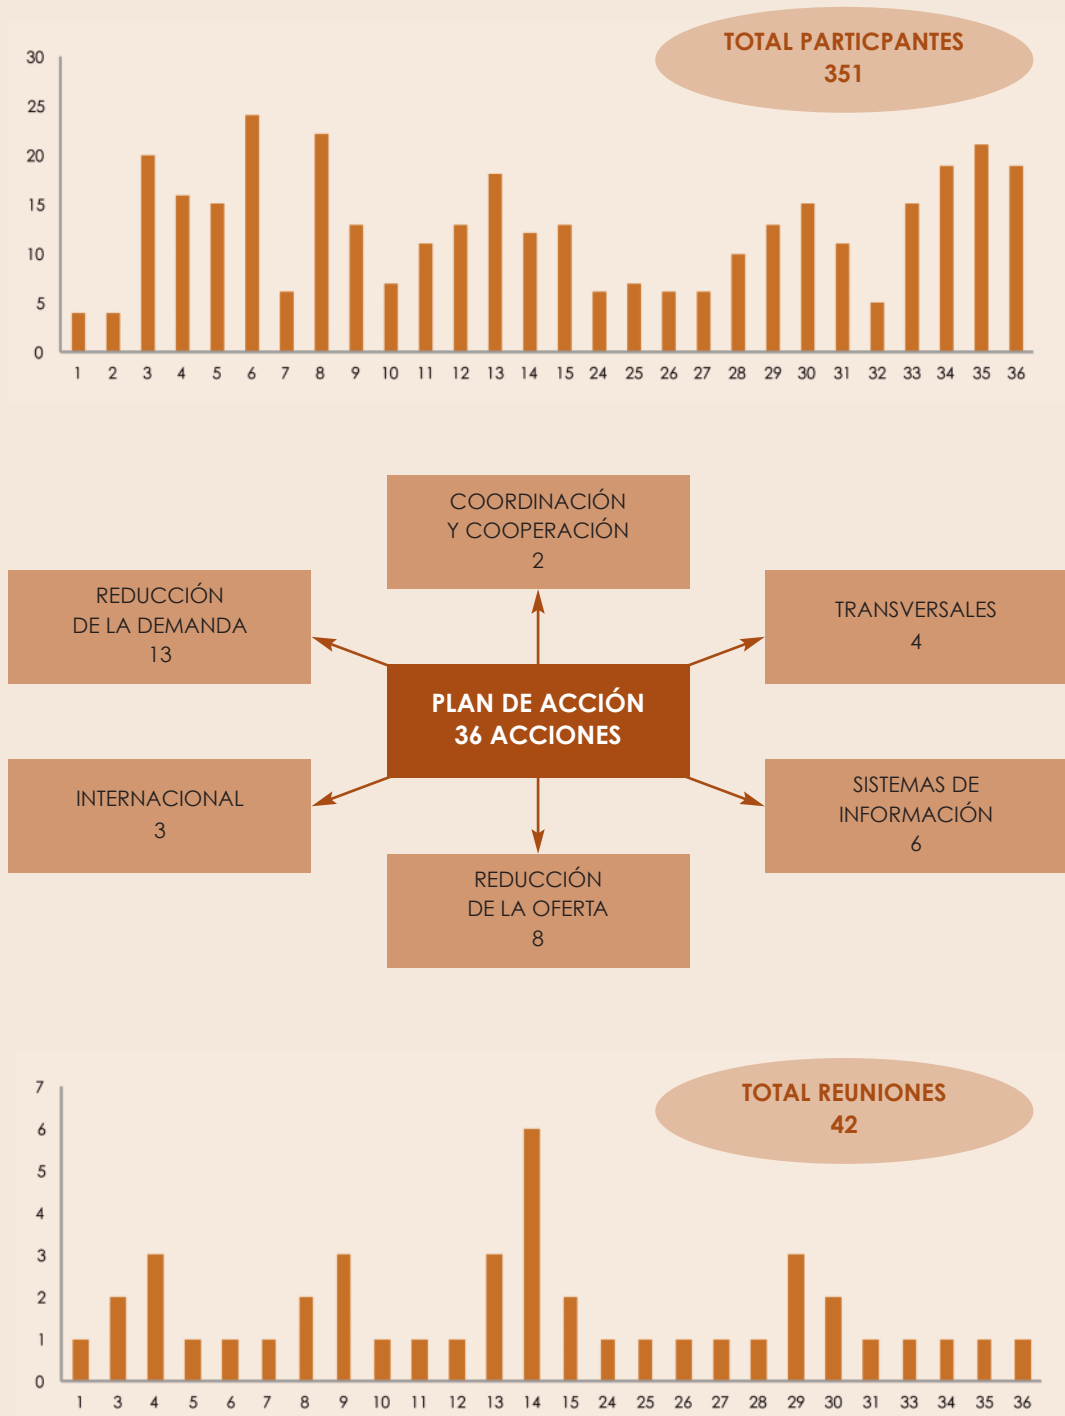 TOTAL PARTICPANTES
351
30
25
20
15
10
5
0
1 2 3 4 5 6 7 8 9 10 11 12 13 14 15 24 25 26 27 28 29 30 31 32 33 34 35 36
COORDINACIÓN
Y COOPERACIÓN
2
REDUCCIÓN
DE LA DEMANDA
13
TRANSVERSALES
4
PLAN DE ACCIÓN
36 ACCIONES
INTERNACIONAL
3
SISTEMAS DE
INFORMACIÓN
6
REDUCCIÓN
DE LA OFERTA
8
TOTAL REUNIONES
42
7
6
5
4
3
2
1
0
1 3 4 5 6 7 8 9 10 11 12 13 14 15 24 25 26 27 28 29 30 31 33 34 35 36